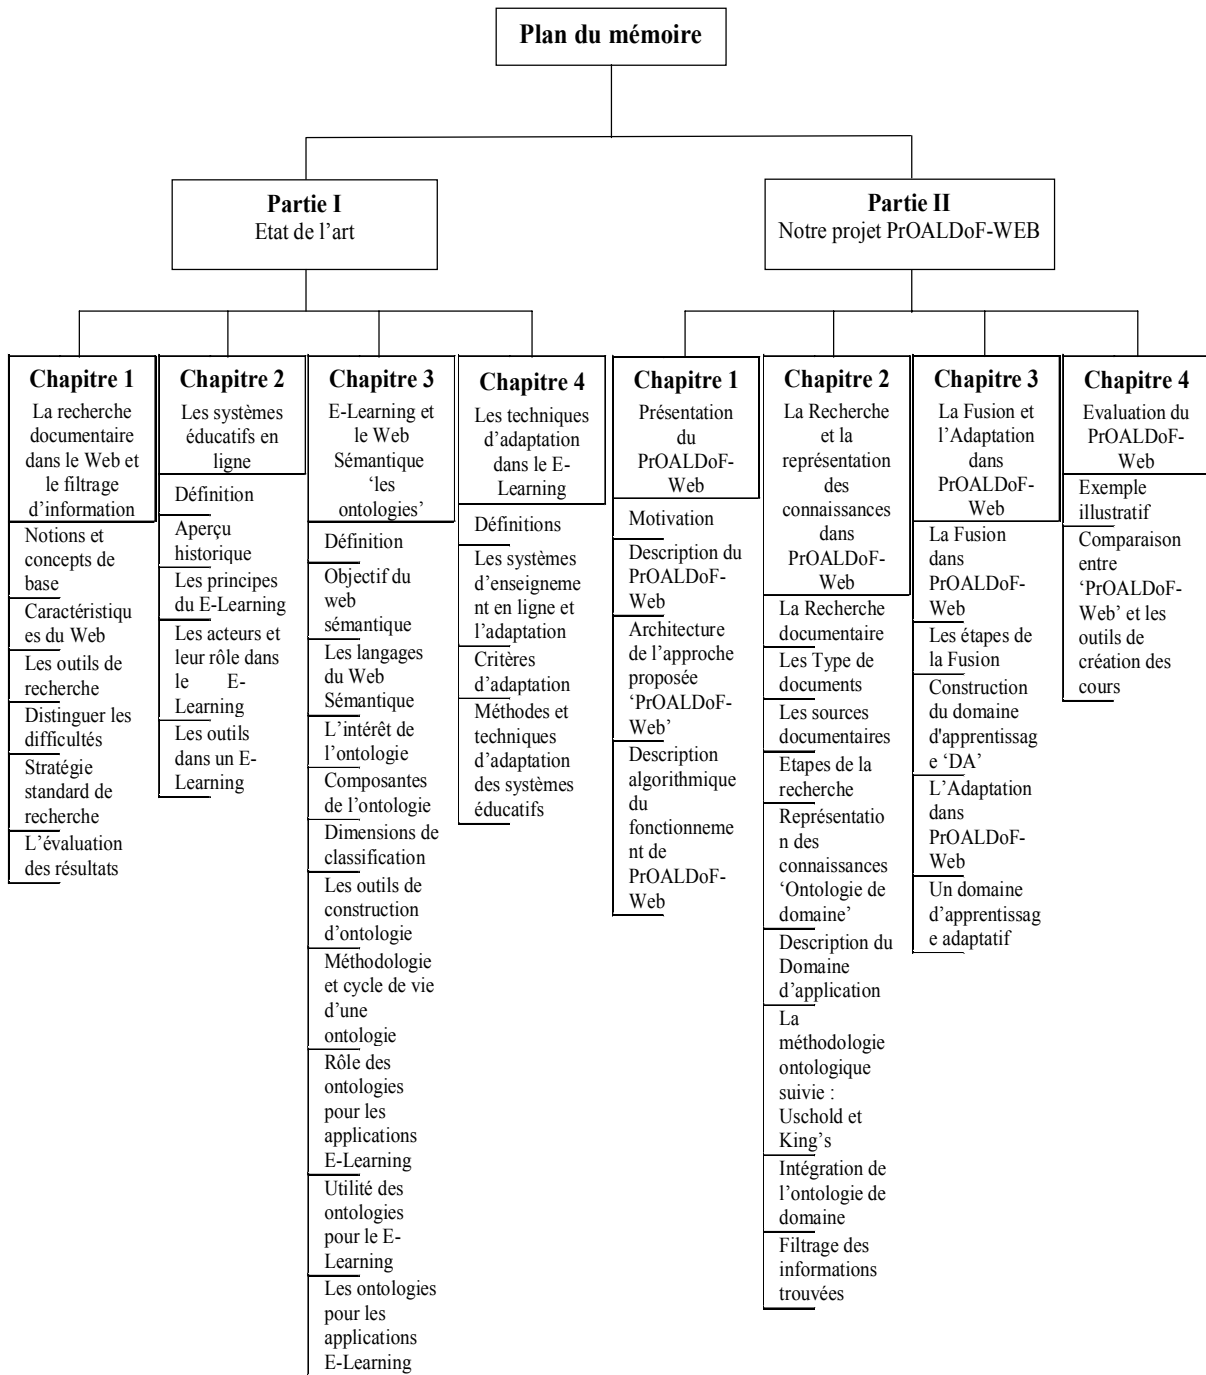 Plan du mémoire
Partie I
Etat de l’art
Partie II
Notre projet PrOALDoF-WEB
Chapitre 1
La recherche
documentaire
dans le Web et
le filtrage
d’information
Notions et
concepts de
base
Caractéristiqu
es du Web
Les outils de
recherche
Distinguer les
difficultés
Stratégie
standard de
recherche
L’évaluation
des résultats
Chapitre 2
Les systèmes
éducatifs en
ligne
Définition
Aperçu
historique
Les principes
du E-Learning
Les acteurs et
leur rôle dans
le E-
Learning
Les outils
dans un E-
Learning
Chapitre 3
E-Learning et
le Web
Sémantique
‘les
ontologies’
Définition
Objectif du
web
sémantique
Les langages
du Web
Sémantique
L’intérêt de
l’ontologie
Composantes
de l’ontologie
Dimensions de
classification
Les outils de
construction
d’ontologie
Méthodologie
et cycle de vie
d’une
ontologie
Rôle des
ontologies
pour les
applications
E-Learning
Utilité des
ontologies
pour le E-
Learning
Les ontologies
pour les
applications
E-Learning
Chapitre 4
Les techniques
d’adaptation
dans le E-
Learning
Définitions
Les systèmes
d’enseigneme
nt en ligne et
l’adaptation
Critères
d’adaptation
Méthodes et
techniques
d’adaptation
des systèmes
éducatifs
Chapitre 1
Présentation
du
PrOALDoF-
Web
Motivation
Description du
PrOALDoF-
Web
Architecture
de l’approche
proposée
‘PrOALDoF-
Web’
Description
algorithmique
du
fonctionneme
nt de
PrOALDoF-
Web
Chapitre 2
La Recherche
et la
représentation
des
connaissances
dans
PrOALDoF-
Web
La Recherche
documentaire
Les Type de
documents
Les sources
documentaires
Etapes de la
recherche
Représentatio
n des
connaissances
‘Ontologie de
domaine’
Description du
Domaine
d’application
La
méthodologie
ontologique
suivie :
Uschold et
King’s
Intégration de
l’ontologie de
domaine
Filtrage des
informations
trouvées
Chapitre 3
La Fusion et
l’Adaptation
dans
PrOALDoF-
Web
La Fusion
dans
PrOALDoF-
Web
Les étapes de
la Fusion
Construction
du domaine
d'apprentissag
e ‘DA’
L’Adaptation
dans
PrOALDoF-
Web
Un domaine
d’apprentissag
e adaptatif
Chapitre 4
Evaluation du
PrOALDoF-
Web
Exemple
illustratif
Comparaison
entre
‘PrOALDoF-
Web’ et les
outils de
création des
cours